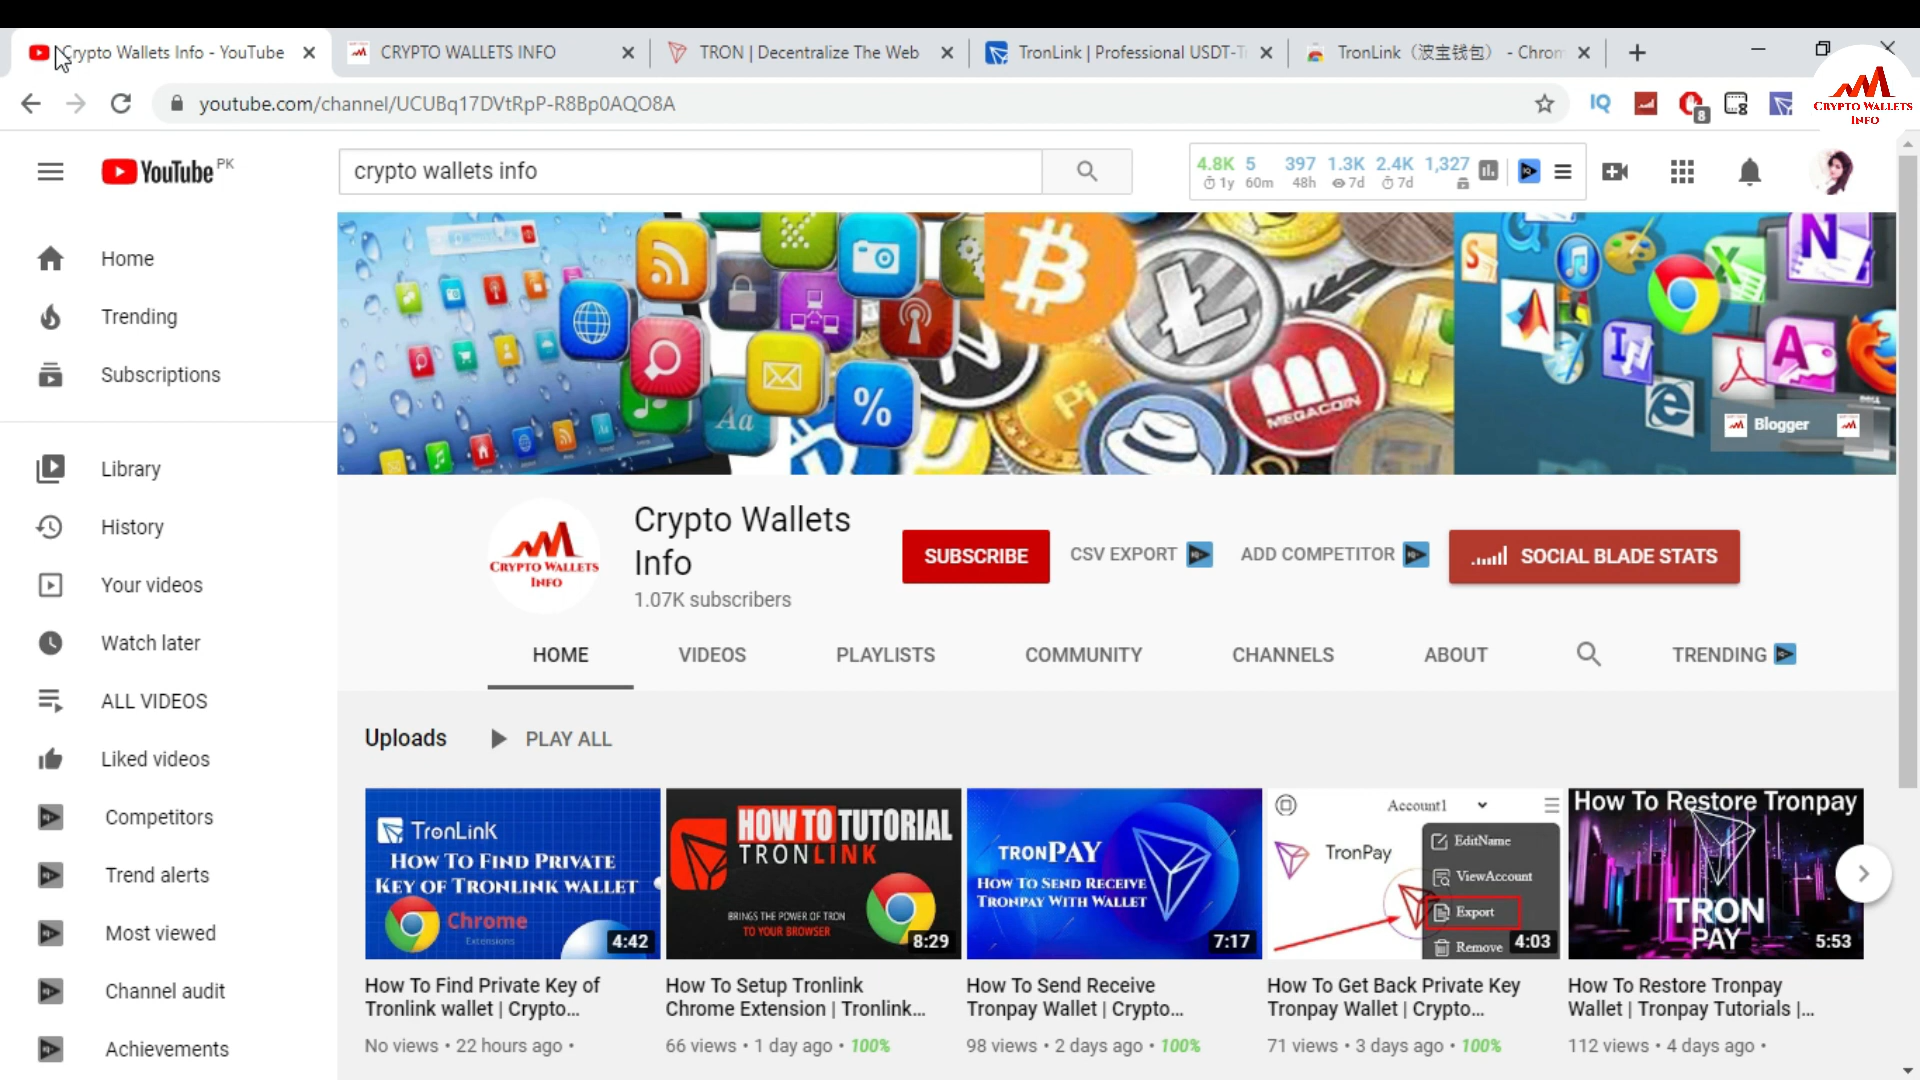 Crypto Wallets Info - YouTube
CRYPTO WALLETS INFO
TRON | Decentralize The Web
TronLink | Professional USDT-T
TronLink（波宝钱包） - Chrom
youtube.com/channel/UCUBq17DVtRpP-R8Bp0AQO8A
IQ
8
CRYPTO WALLETS
INFO
YouTube PK
crypto wallets info
4.8K 5 397 1.3K 2.4K 1,327
1y 60m 48h 7d 7d
Home
Trending
Subscriptions
Library
History
Your videos
Watch later
ALL VIDEOS
Liked videos
Competitors
Trend alerts
Most viewed
Channel audit
Achievements
Aa
%
MEGACOIN
Blogger
CRYPTO WALLETS
INFO
Crypto Wallets
Info
1.07K subscribers
SUBSCRIBE
CSV EXPORT
ADD COMPETITOR
SOCIAL BLADE STATS
HOME
VIDEOS
PLAYLISTS
COMMUNITY
CHANNELS
ABOUT
TRENDING
Uploads
PLAY ALL
TronLink
HOW TO FIND PRIVATE
KEY OF TRONLINK WALLET
Chrome
Extensions
4:42
How To Find Private Key of
Tronlink wallet | Crypto...
No views • 22 hours ago •
HOW TO TUTORIAL
TRONLINK
BRINGS THE POWER OF TRON
TO YOUR BROWSER
8:29
How To Setup Tronlink
Chrome Extension | Tronlink...
66 views • 1 day ago • 100%
TRONPAY
HOW TO SEND RECEIVE
TRONPAY WITH WALLET
7:17
How To Send Receive
Tronpay Wallet | Crypto...
98 views • 2 days ago • 100%
Account1
TronPay
EditName
ViewAccount
Export
Remove
4:03
How To Get Back Private Key
Tronpay Wallet | Crypto...
71 views • 3 days ago • 100%
How To Restore Tronpay
TRON
PAY
5:53
How To Restore Tronpay
Wallet | Tronpay Tutorials |...
112 views • 4 days ago •